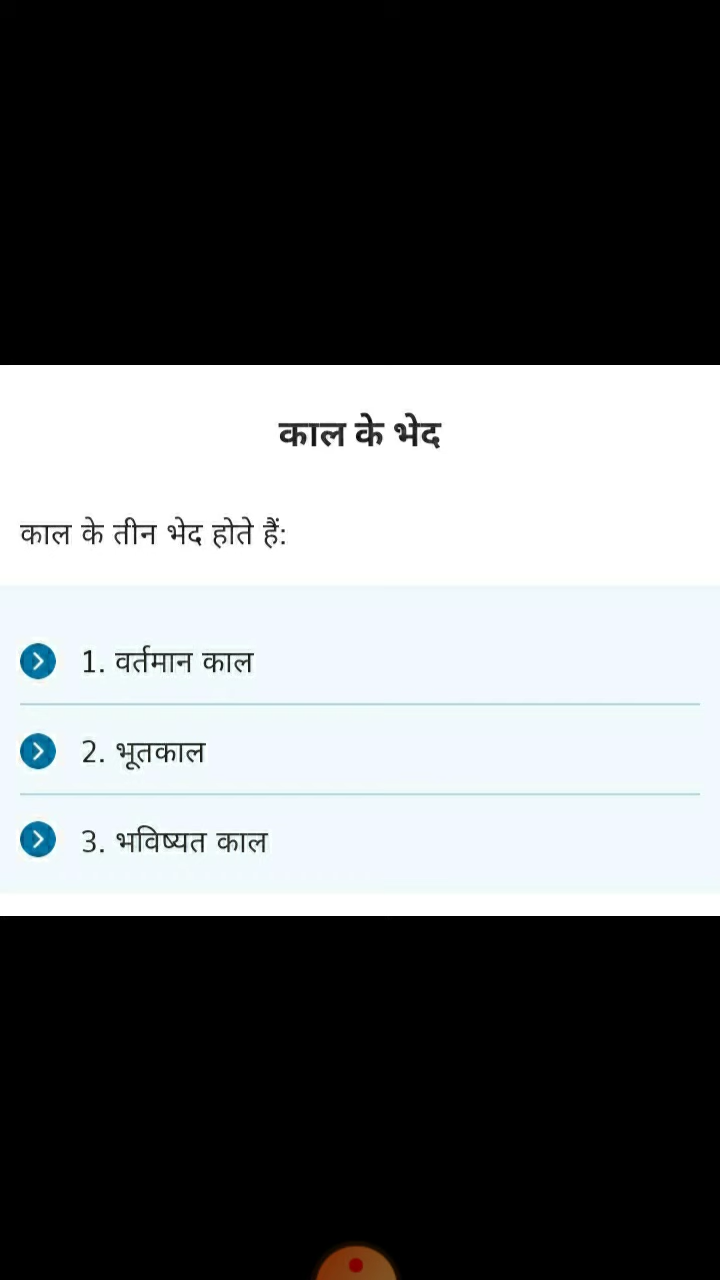 काल के भेद
काल के तीन भेद होते हैं:
1. वर्तमान काल
2. भूतकाल
3. भविष्यत काल